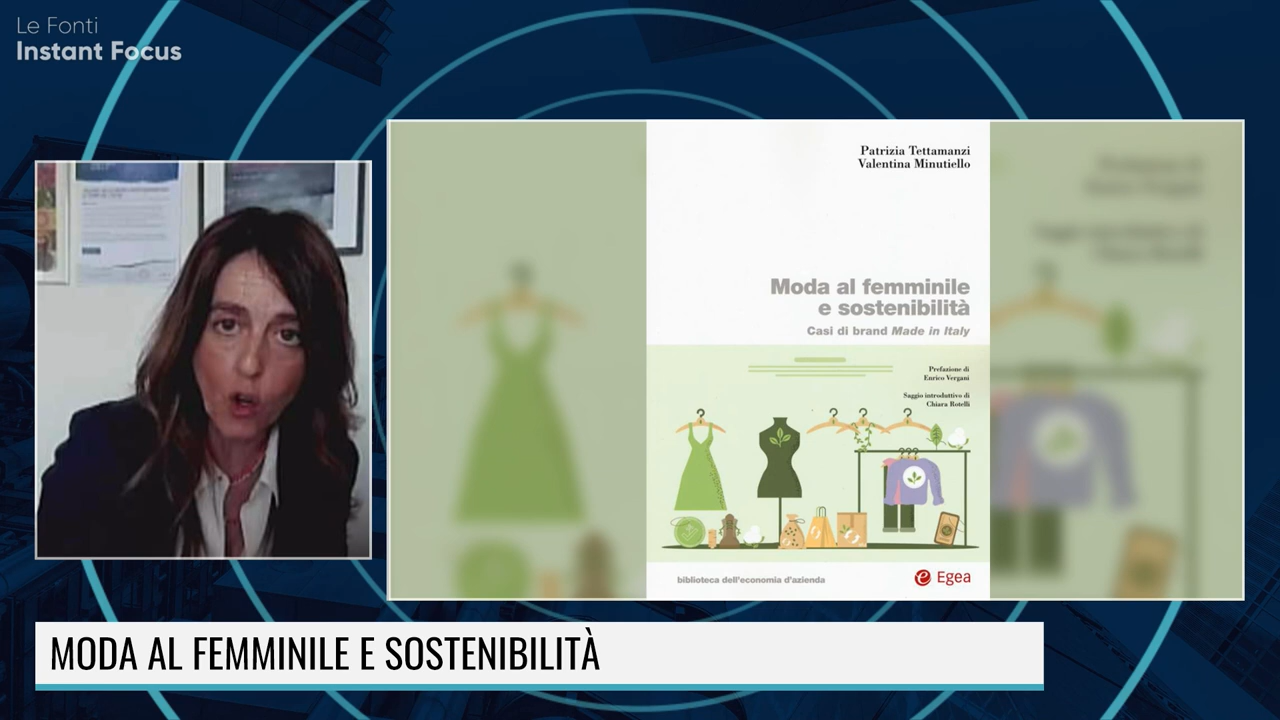 Le Fonti
Instant Focus
Patrizia Tettamanzi
Valentina Minutiello
Moda al femminile
e sostenibilità
Casi di brand Made in Italy
Prefazione di
Enrico Vergani
Saggio introduttivo di
Chiara Rotelli
biblioteca dell'economia d'azienda
e Egea
MODA AL FEMMINILE E SOSTENIBILITÀ